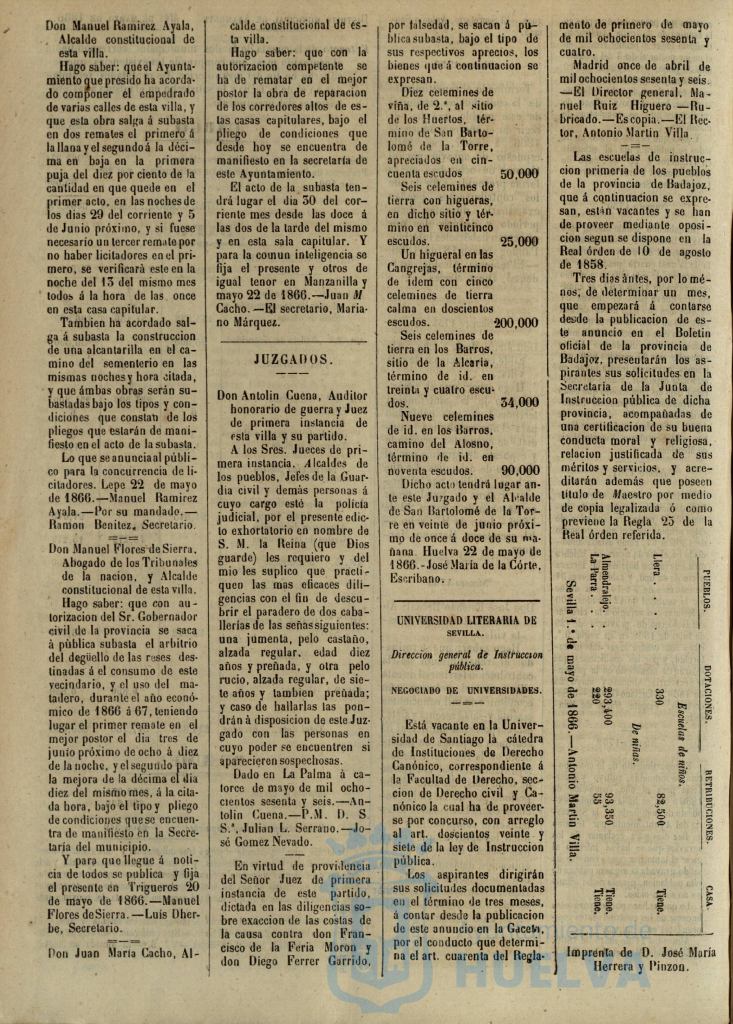 Don Manuel Ramirez Ayala,
Alcalde constitucional de
esta villa.
Hago saber: que el Ayunta-
miento que presido ha acorda-
do componer el empedrado
de varias calles de esta villa, y
que esta obra salga á subasta
en dos remates el primero á
la llana y el segundo á la déci-
ma en baja en la primera
puja del diez por ciento de la
cantidad en que quede en el
primer acto, en las noches de
los dias 29 del corriente y 5
de Junio próximo, y si fuese
necesario un tercer remate por
no haber licitadores en el pri-
mero, se verificará este en la
noche del 13 del mismo mes
todos á la hora de las once
en esta casa capitular.
Tambien ha acordado sal-
ga á subasta la construccion
de una alcantarilla en el ca-
mino del sementerio en las
mismas noches y hora citada,
y que ámbas obras serán su-
bastadas bajo los tipos y con-
diciones que constan de los
pliegos que estarán de mani-
fiesto en el acto de la subasta.
Lo que se anuncia al públi-
co para la concurrencia de li-
citadores. Lepe 22 de mayo
de 1866.—Manuel Ramirez
Ayala.—Por su mandado.—
Ramon Benitez, Secretario.
Don Manuel Flores de Sierra,
Abogado de los Tribunales
de la nacion, y Alcalde
constitucional de esta villa.
Hago saber: que con au-
torizacion del Sr. Gobernador
civil de la provincia se saca
á pública subasta el arbitrio
del degüello de las reses des-
tinadas á el consumo de este
vecindario, y el uso del ma-
tadero, durante el año econó-
mico de 1866 á 67, teniendo
lugar el primer remate en el
mejor postor el dia tres de
junio próximo de ocho á diez
de la noche, y el segundo para
la mejora de la décima el dia
diez del mismo mes, á la cita-
da hora, bajo el tipo y pliego
de condiciones que se encuen-
tra de manifiesto en la Secre-
taría del municipio.
Y para que llegue á noti-
cia de todos se publica y fija
el presente en Trigueros 20
de mayo de 1866.—Manuel
Flores de Sierra.—Luis Dher-
be, Secretario.
Don Juan María Cacho, Al-
calde constitucional de es-
ta villa.
Hago saber: que con la
autorizacion competente se
ha de rematar en el mejor
postor la obra de reparacion
de los corredores altos de es-
tas casas capitulares, bajo el
pliego de condiciones que
desde hoy se encuentra de
manifiesto en la secretaría de
este Ayuntamiento.
El acto de la subasta ten-
drá lugar el dia 30 del cor-
riente mes desde las doce á
las dos de la tarde del mismo
y en esta sala capitular. Y
para la comun inteligencia se
fija el presente y otros de
igual tenor en Manzanilla y
mayo 22 de 1866.—Juan M
Cacho.—El secretario, Maria-
no Márquez.
JUZGADOS.
Don Antolin Cuena, Auditor
honorario de guerra y Juez
de primera instancia de
esta villa y su partido.
A los Sres. Jueces de pri-
mera instancia, Alcaldes de
los pueblos, Jefes de la Guar-
dia civil y demás personas á
cuyo cargo esté la policía
judicial, por el presente edic-
to exhortatorio en nombre de
S. M. la Reina (que Dios
guarde) les requiero y del
mio les suplico que practi-
quen las mas eficaces dili-
gencias con el fin de descu-
brir el paradero de dos caba-
llerías de las señas siguientes:
una jumenta, pelo castaño,
alzada regular, edad diez
años y preñada, y otra pelo
rucio, alzada regular, de sie-
te años y tambien preñada;
y caso de hallarlas las pon-
drán á disposicion de este Juz-
gado con las personas en
cuyo poder se encuentren si
aparecieren sospechosas.
Dado en La Palma á ca-
torce de mayo de mil ocho-
cientos sesenta y seis.—An-
tolin Cuena.—P.M. D. S
S.ª, Julian L. Serrano.—Jo-
sé Gomez Nevado.
En virtud de providencia
del Señor Juez de primera
instancia de este partido,
dictada en las diligencias so-
bre exaccion de las costas de
la causa contra don Fran-
cisco de la Feria Moron y
don Diego Ferrer Garrido,
por falsedad, se sacan á pú-
blica subasta, bajo el tipo de
sus respectivos aprecios, los
bienes que á continuacion se
expresan.
Diez celemines de
viña, de 2.ª, al sitio
de los Huertos, tér-
mino de San Barto-
lomé de la Torre,
apreciados en cin-
cuenta escudos 50,000
Seis celemines de
tierra con higueras,
en dicho sitio y tér-
mino en veinticinco
escudos. 25,000
Un higueral en las
Cangrejas, término
de idem con cinco
celemines de tierra
calma en doscientos
escudos. 200,000
Seis celemines de
tierra en los Barros,
sitio de la Alcaria,
término de id. en
treinta y cuatro escu-
dos. 34,000
Nueve celemines
de id. en los Barros,
camino del Alosno,
término de id. en
noventa escudos. 90,000
Dicho acto tendrá lugar an-
te este Jurgado y el Alcalde
de San Bartolomé de la Tor-
re en veinte de junio próxi-
mo de once á doce de su ma-
ñana. Huelva 22 de mayo de
1866.-José María de la Córte,
Escribano.
UNIVERSIDAD LITERARIA DE
SEVILLA.
Direccion general de Instruccion
pública.
NEGOCIADO DE UNIVERSIDADES.
Está vacante en la Univer-
sidad de Santiago la cátedra
de Instituciones de Derecho
Canónico, correspondiente á
la Facultad de Derecho, sec-
cion de Derecho civil y Ca-
nónico la cual ha de proveer-
se por concurso, con arreglo
al art. doscientos veinte y
siete de la ley de Instruccion
pública.
Los aspirantes dirigirán
sus solicitudes documentadas
en el término de tres meses,
á contar desde la publicacion
de este anuncio en la Gaceta,
por el conducto que determi-
na el art. cuarenta del Regla-
mento de primero de mayo
de mil ochocientos sesenta y
cuatro.
Madrid once de abril de
mil ochocientos sesenta y seis.
—El Director general, Ma-
nuel Ruiz Higuero—Ru-
bricado.—Es copia.—El Rec-
tor, Antonio Martin Villa.
Las escuelas de instruc-
cion primeria de los pueblos
de la provincia de Badajoz,
que á continuacion se expre-
san, están vacantes y se han
de proveer mediante oposi-
cion segun se dispone en la
Real órden de 10 de agosto
de 1858.
Tres dias ántes, por lo mé-
nos, de determinar un mes,
que empezará á contarse
desde la publicacion de es-
te anuncio en el Boletin
oficial de la provincia de
Badajoz, presentarán los as-
pirantes sus solicitudes en la
Secretaría de la Junta de
Instruccion pública de dicha
provincia, acompañadas de
una certificacion de su buena
conducta moral y religiosa,
relacion justificada de sus
méritos y servicios, y acre-
ditarán además que poseen
título de Maestro por medio
de copia legalizada ó como
previene la Regla 25 de la
Real órden referida.
PUEBLOS. DOTACIONES. RETRIBUCIONES. CASA.
Escuelas de niños.
Llera. . . 330 82,500 Tiene.
De niñas.
Almendralejo. . 293,400 93,350 Tiene.
La Parra. . . 220 55 Tiene.
Sevilla 1.º de mayo de 1866.—Antonio Martin Villa.
Imprenta de D. José María
Herrera y Pinzon.
HUELVA